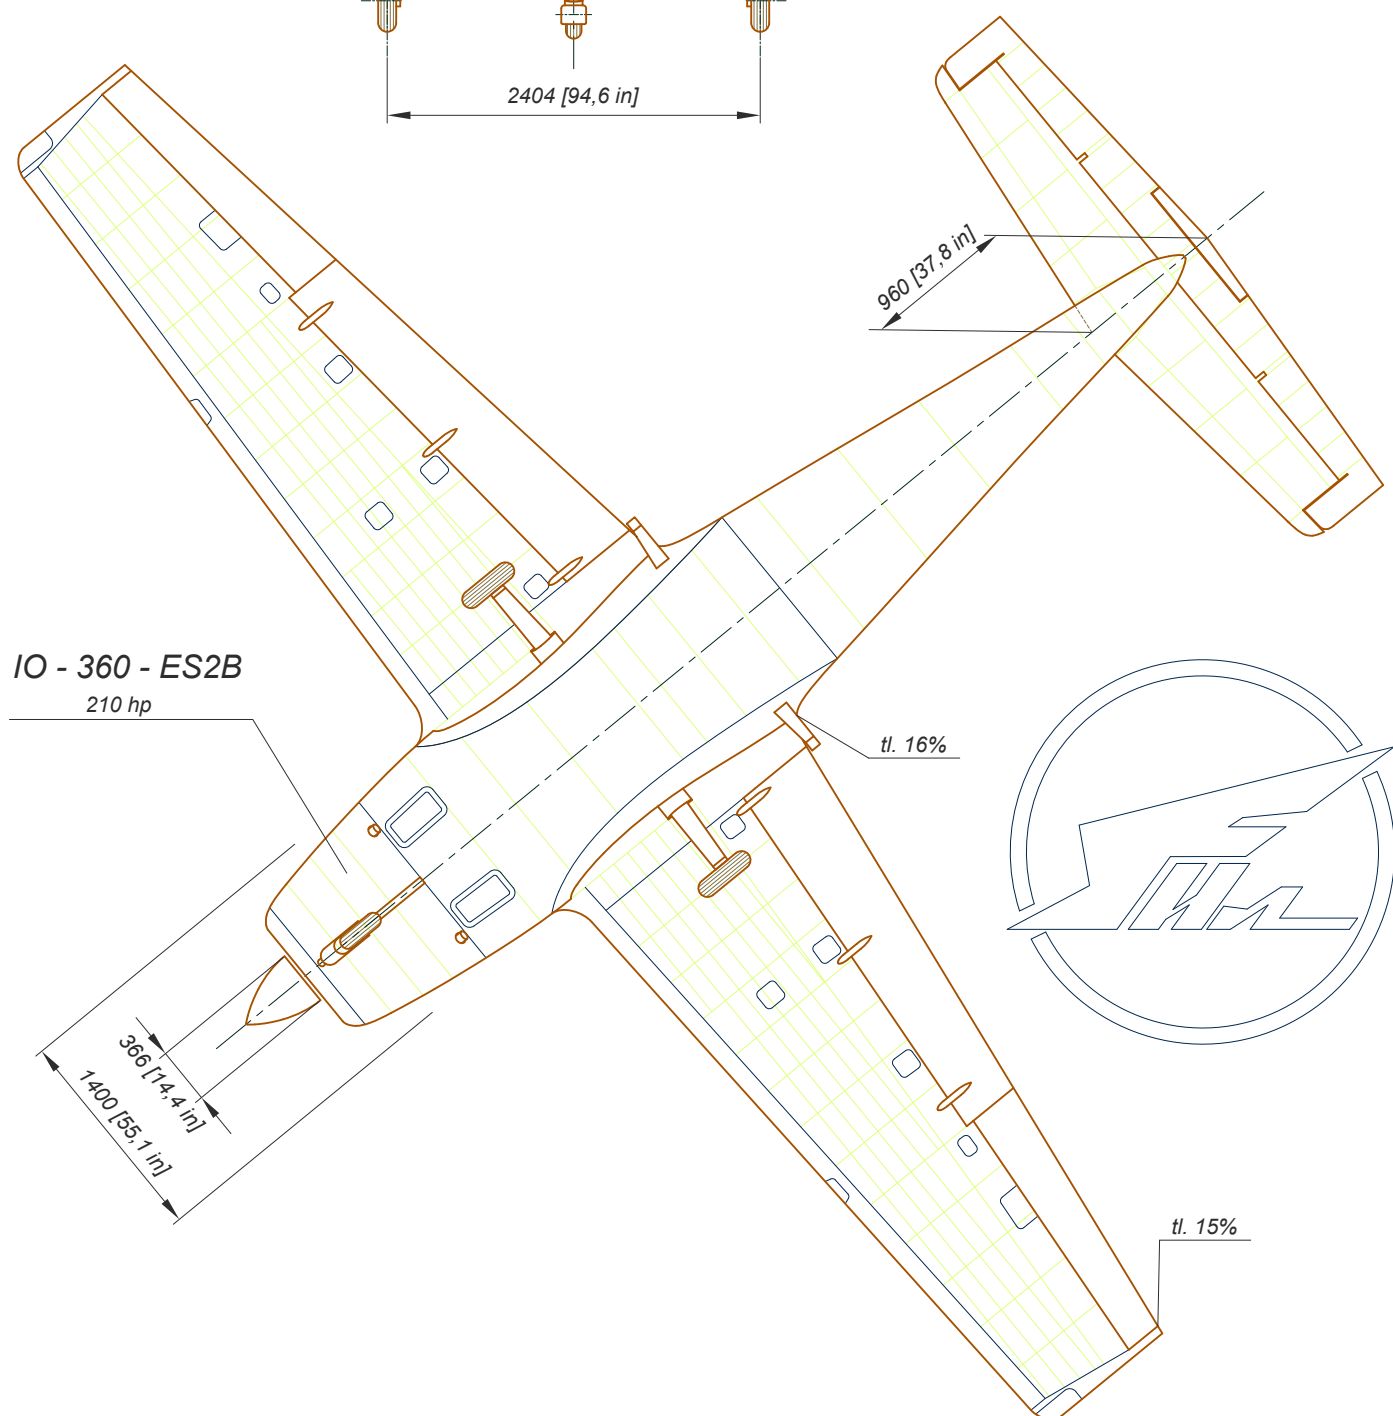 2404 [94,6 in]
960 [37,8 in]
IO - 360 - ES2B
210 hp
tl. 16%
Ил
366 [14,4 in]
1400 [55,1 in]
tl. 15%